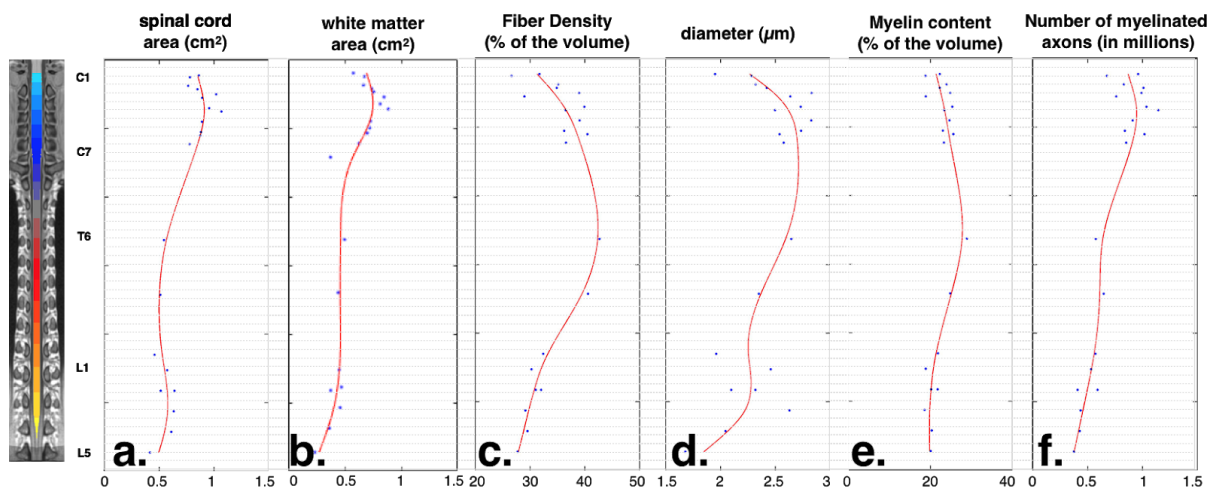 spinal cord
area (cm²)
white matter
area (cm²)
Fiber Density
(% of the volume)
diameter (µm)
Myelin content
(% of the volume)
Number of myelinated
axons (in millions)
C1
C7
T6
L1
L5
a.
b.
c.
d.
e.
f.
0 0.5 1 1.5
0 0.5 1 1.5
20 30 40 50
1.5 2 2.5 3
0 20 40
0 0.5 1 1.5